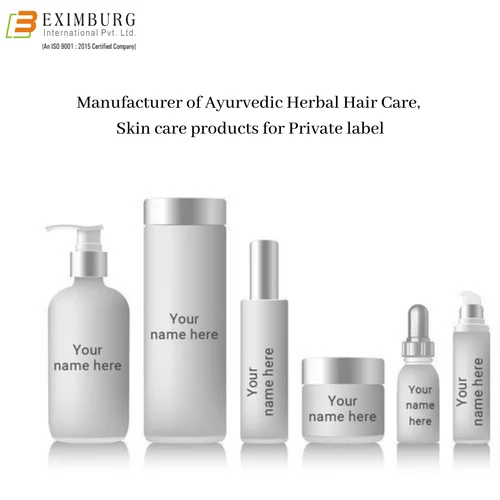 EXIMBURG
International Pvt. Ltd.
(An ISO 9001 : 2015 Certified Company)
Manufacturer of Ayurvedic Herbal Hair Care,
Skin care products for Private label
Your
name here
Your
name here
Your
name here
Your
name here
Your
name
here
Your
name here